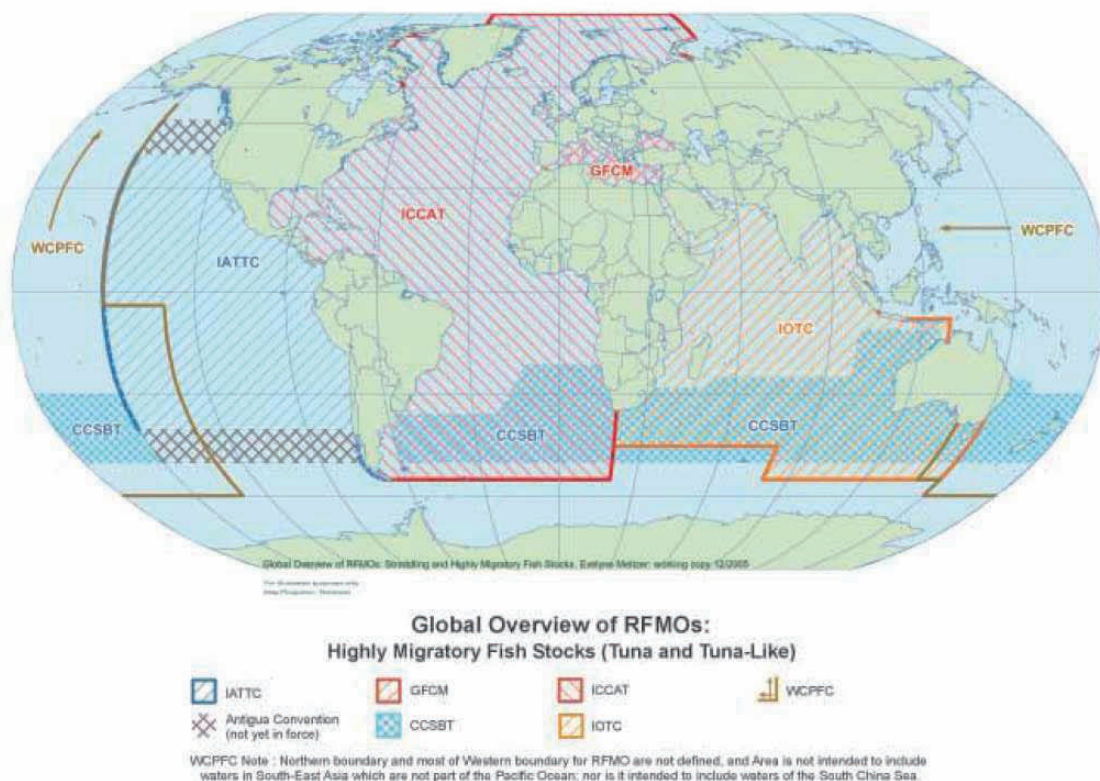 GFCM
ICCAT
WCPFC
WCPFC
IATTC
IOTC
CCSBT
CCSBT
CCSBT
Global Overview of RFMOs: Straddling and Highly Migratory Fish Stocks, Evelyne Meltzer: working copy 12/2005
For illustration purposes only
Global Overview of RFMOs:
Highly Migratory Fish Stocks (Tuna and Tuna-Like)
IATTC
GFCM
ICCAT
WCPFC
Antigua Convention
(not yet in force)
CCSBT
IOTC
WCPFC Note : Northern boundary and most of Western boundary for RFMO are not defined, and Area is not intended to include
waters in South-East Asia which are not part of the Pacific Ocean; nor is it intended to include waters of the South China Sea.